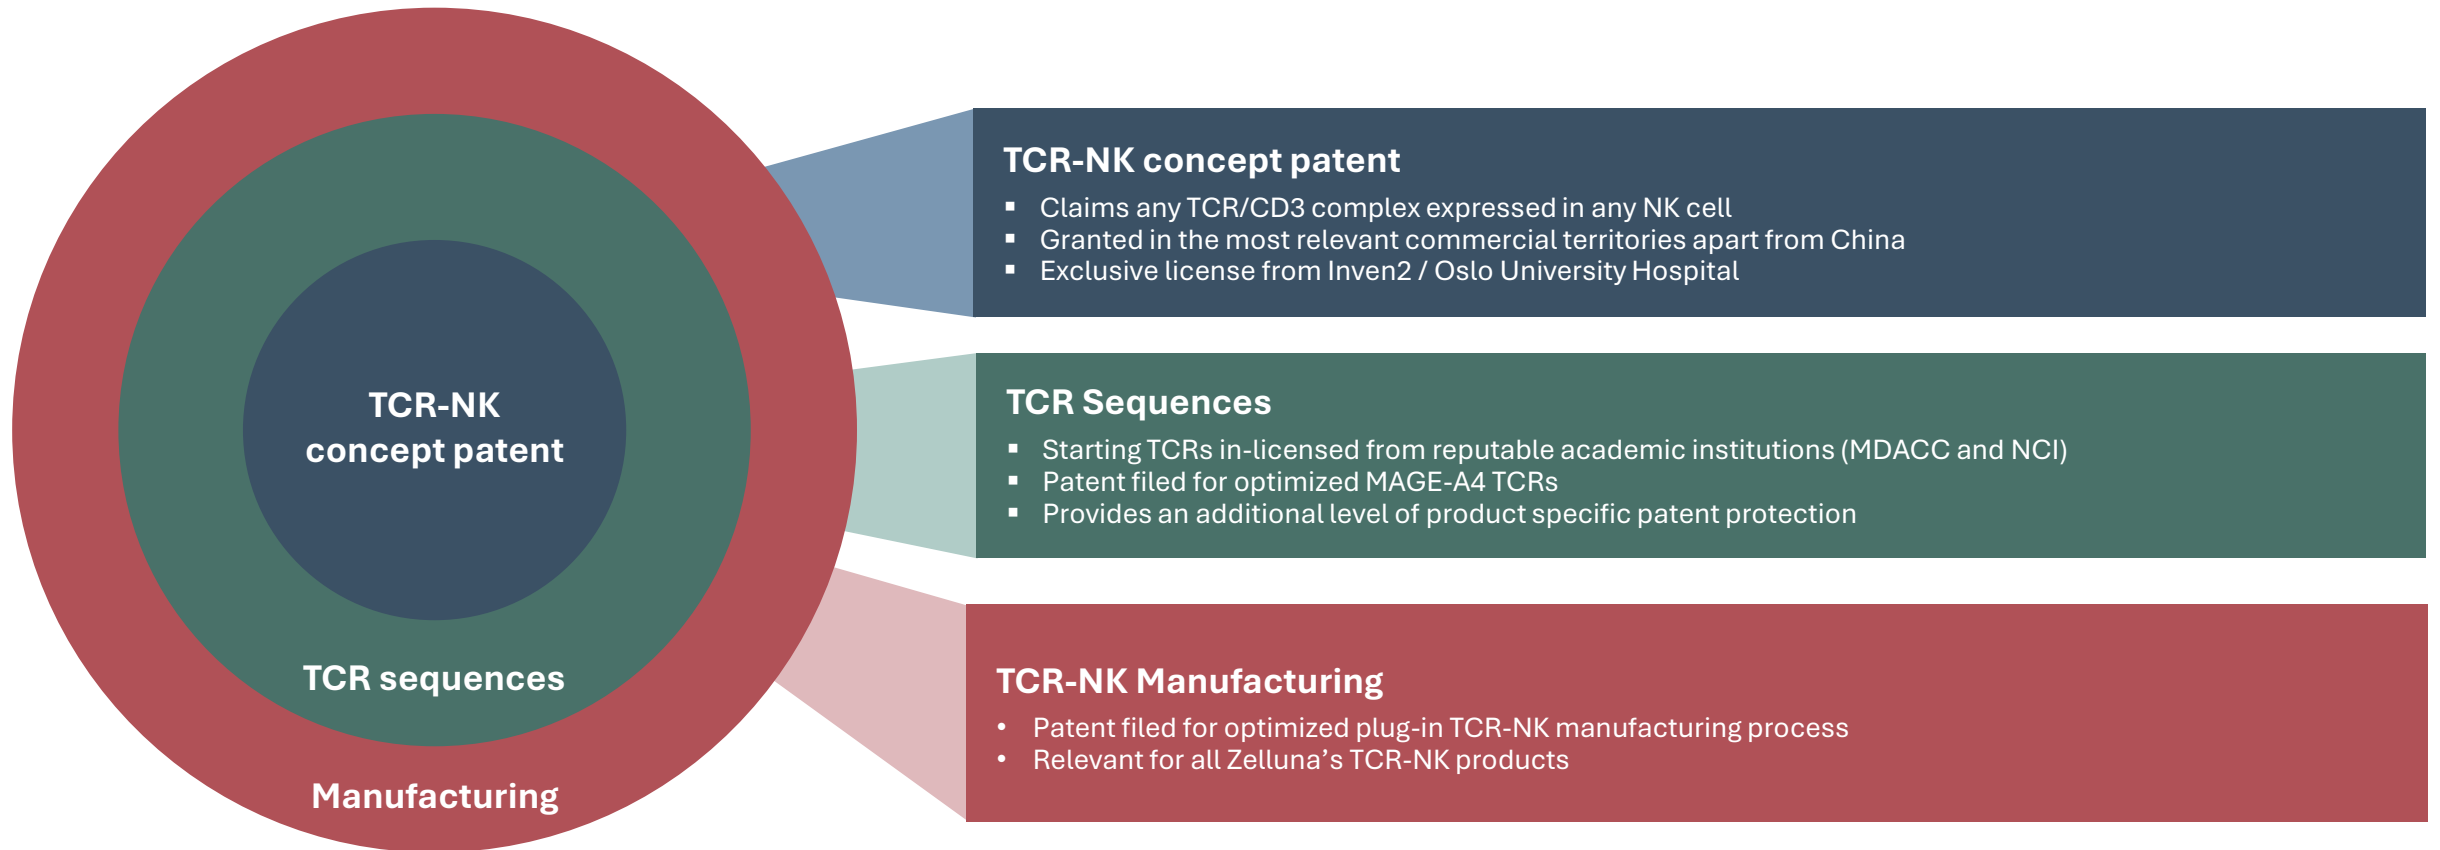 TCR-NK
concept patent
TCR sequences
Manufacturing
TCR-NK concept patent
▪ Claims any TCR/CD3 complex expressed in any NK cell
▪ Granted in the most relevant commercial territories apart from China
▪ Exclusive license from Inven2 / Oslo University Hospital
TCR Sequences
▪ Starting TCRs in-licensed from reputable academic institutions (MDACC and NCI)
▪ Patent filed for optimized MAGE-A4 TCRs
▪ Provides an additional level of product specific patent protection
TCR-NK Manufacturing
• Patent filed for optimized plug-in TCR-NK manufacturing process
• Relevant for all Zelluna’s TCR-NK products